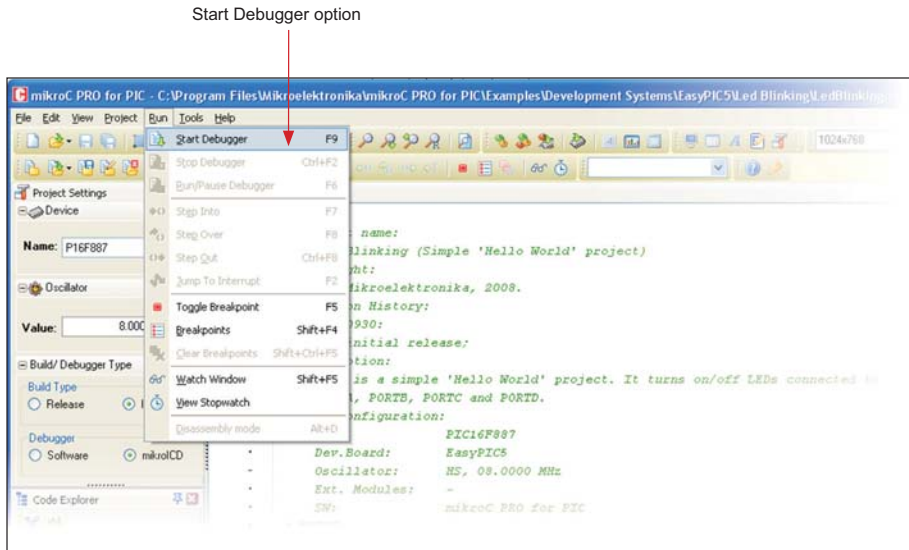 Start Debugger option
mikroC PRO for PIC - C:\Program Files\Mikroelektronika\mikroC PRO for PIC\Examples\Development Systems\EasyPIC5\Led Blinking\LedBlinking
File Edit View Project Run Tools Help
Start Debugger F9
1024x768
Stop Debugger Ctrl+F2
Run/Pause Debugger F6
Project Settings
Device
Step Into F7
name:
Step Over F8
Name: P16F887
Blinking (Simple 'Hello World' project)
Step Out Ctrl+F8
ght:
Jump To Interrupt F2
Mikroelektronika, 2008.
Oscillator
on History:
Toggle Breakpoint F5
0930:
Value: 8.000
Breakpoints Shift+F4
initial release;
Clear Breakpoints Shift+Ctrl+F5
tion:
Build/ Debugger Type
Watch Window Shift+F5
is a simple 'Hello World' project. It turns on/off LEDs connected to
Build Type
Release
View Stopwatch
, PORTB, PORTC and PORTD.
nfiguration:
Disassembly mode Alt+D
PIC16F887
Debugger
Software mikroICD
Dev.Board: EasyPIC5
Oscillator: HS, 08.0000 MHz
Ext. Modules: -
Code Explorer
SW: mikroC PRO for PIC